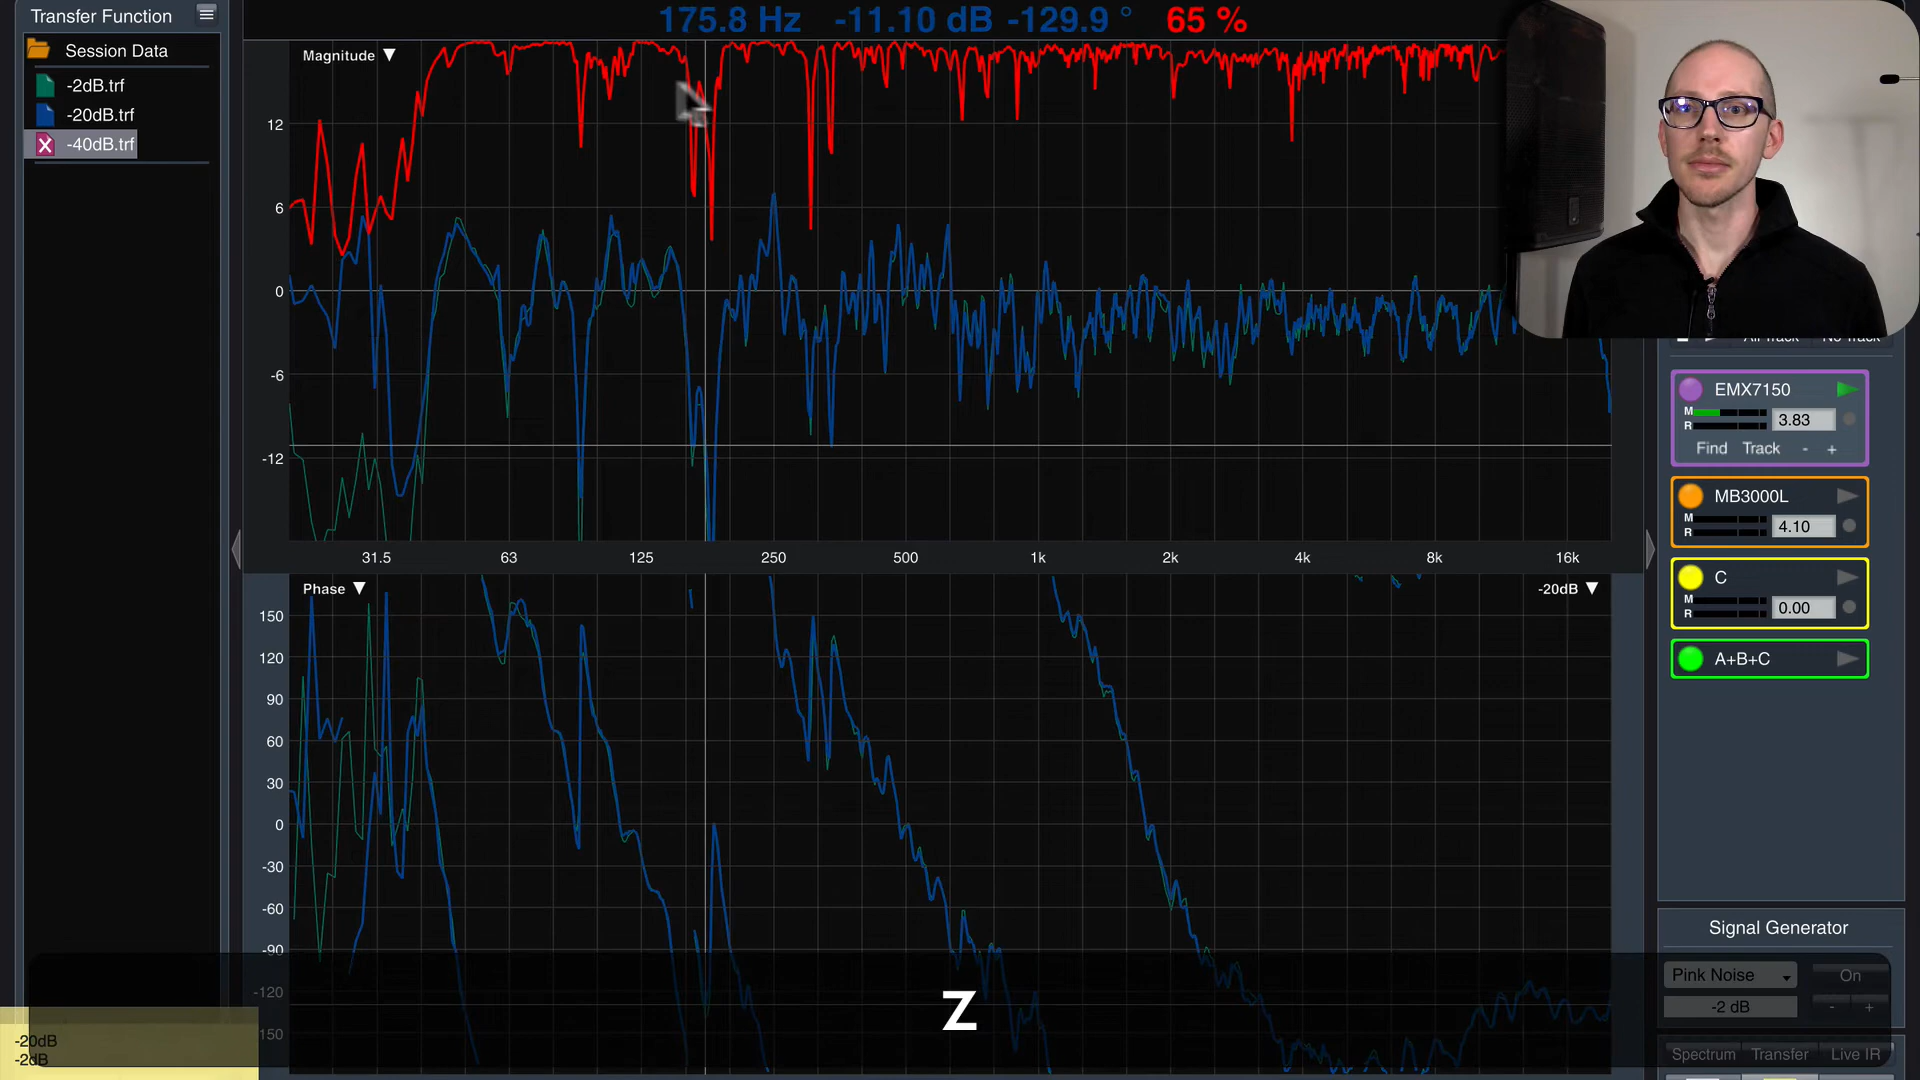 Transfer Function
175.8 Hz -11.10 dB -129.9 ° 65 %
Session Data
-2dB.trf
-20dB.trf
-40dB.trf
Magnitude ▼
12
6
0
-6
-12
31.5 63 125 250 500 1k 2k 4k 8k 16k
Phase ▼
-20dB ▼
150
120
90
60
30
0
-30
-60
-90
-120
150
EMX7150
M
R
3.83
Find Track - +
MB3000L
M
R
4.10
C
M
R
0.00
A+B+C
Signal Generator
Pink Noise On
-2 dB - +
Spectrum Transfer Live IR
Z
-20dB
-2dB